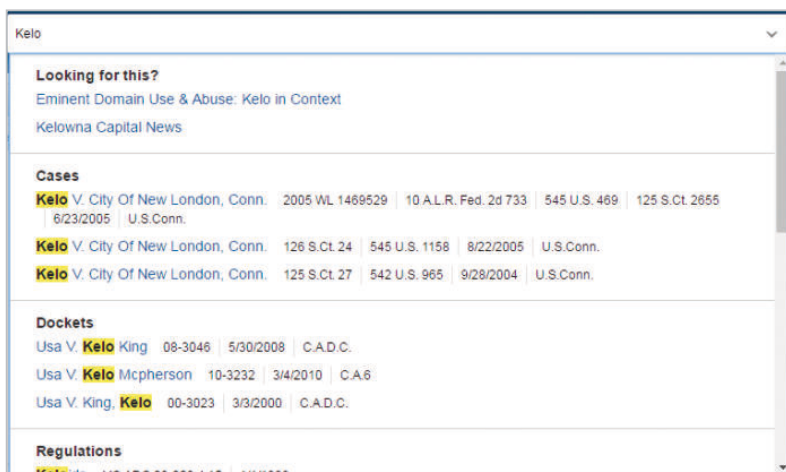 Kelo
Looking for this?
Eminent Domain Use & Abuse: Kelo in Context
Kelowna Capital News
Cases
Kelo V. City Of New London, Conn. 2005 WL 1469529 10 A.L.R. Fed. 2d 733 545 U.S. 469 125 S.Ct. 2655
6/23/2005 U.S.Conn.
Kelo V. City Of New London, Conn. 126 S.Ct. 24 545 U.S. 1158 8/22/2005 U.S.Conn.
Kelo V. City Of New London, Conn. 125 S.Ct. 27 542 U.S. 965 9/28/2004 U.S.Conn.
Dockets
Usa V. Kelo King 08-3046 5/30/2008 C.A.D.C.
Usa V. Kelo Mcpherson 10-3232 3/4/2010 C.A.6
Usa V. King, Kelo 00-3023 3/3/2000 C.A.D.C.
Regulations